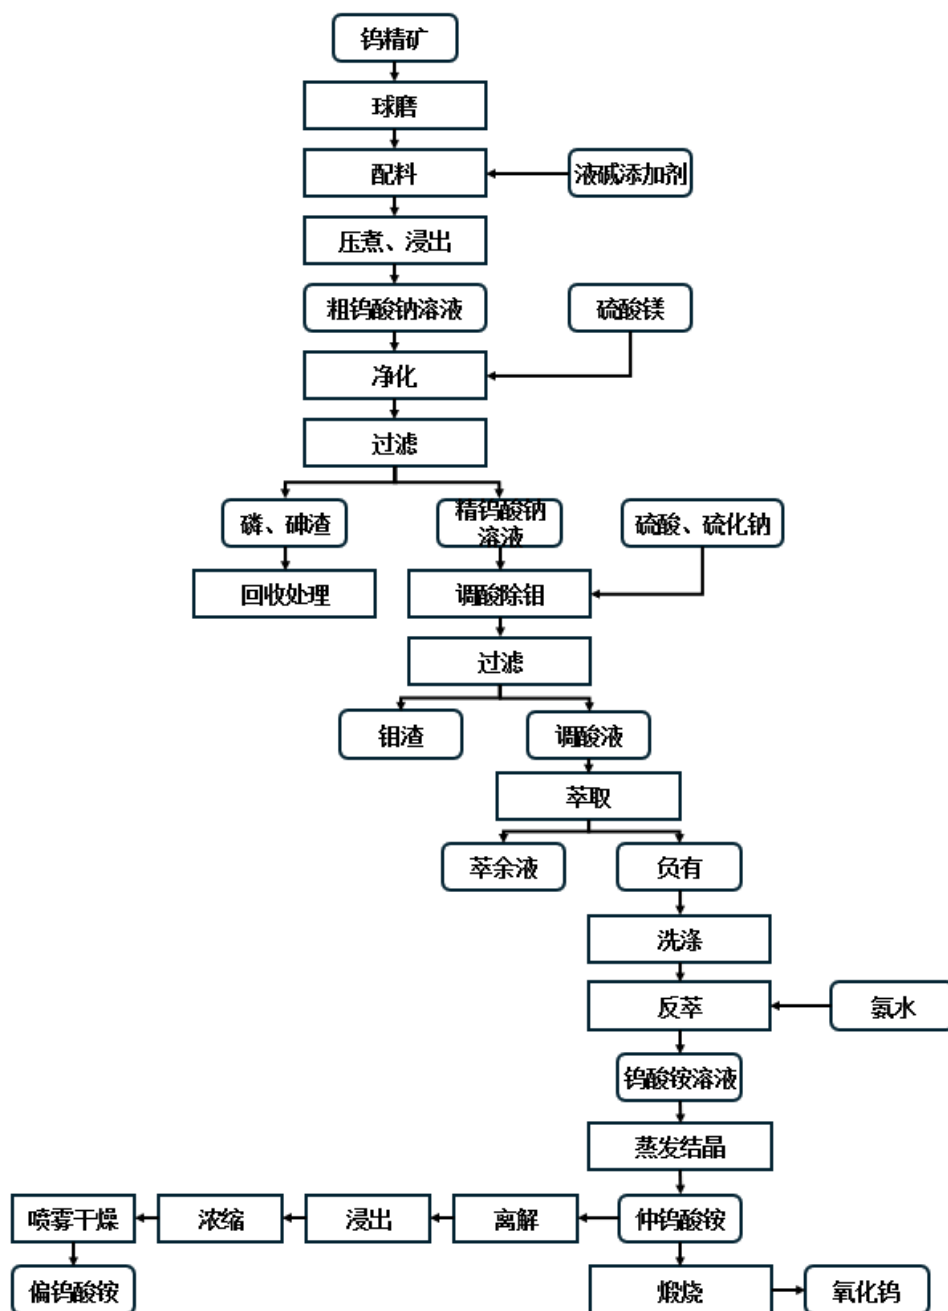 钨精矿
球磨
配料
液碱添加剂
压煮、浸出
粗钨酸钠溶液
硫酸镁
净化
过滤
磷、砷渣
精钨酸钠
溶液
硫酸、硫化钠
回收处理
调酸除钼
过滤
钼渣
调酸液
萃取
萃余液
负有
洗涤
反萃
氨水
钨酸铵溶液
蒸发结晶
喷雾干燥
浓缩
浸出
离解
仲钨酸铵
偏钨酸铵
煅烧
氧化钨